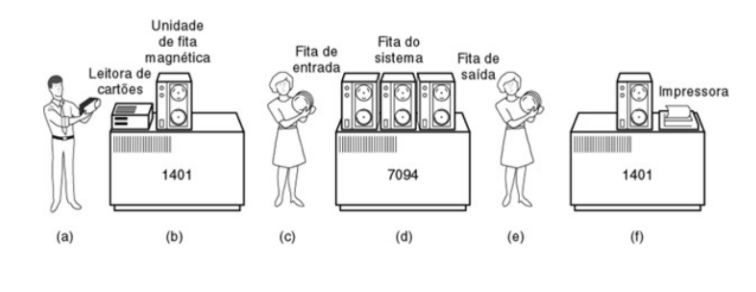 Unidade
de fita
magnética
Leitora de
cartões
Fita de
entrada
Fita do
sistema
Fita de
saída
Impressora
1401
7094
1401
(a)
(b)
(c)
(d)
(e)
(f)